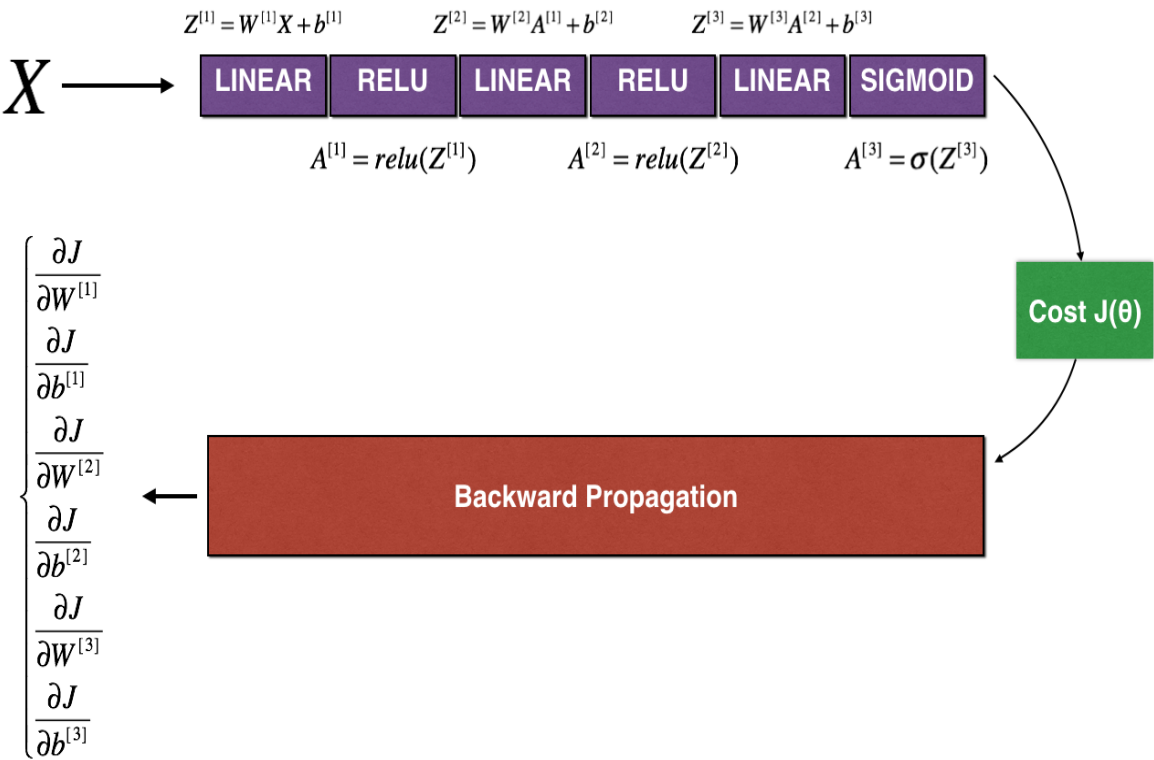 Z^[1] = W^[1]X + b^[1] Z^[2] = W^[2]A^[1] + b^[2] Z^[3] = W^[3]A^[2] + b^[3]
X LINEAR RELU LINEAR RELU LINEAR SIGMOID
A^[1] = relu(Z^[1]) A^[2] = relu(Z^[2]) A^[3] = σ(Z^[3])
Cost J(θ)
Backward Propagation
∂J
∂W^[1]
∂J
∂b^[1]
∂J
∂W^[2]
∂J
∂b^[2]
∂J
∂W^[3]
∂J
∂b^[3]